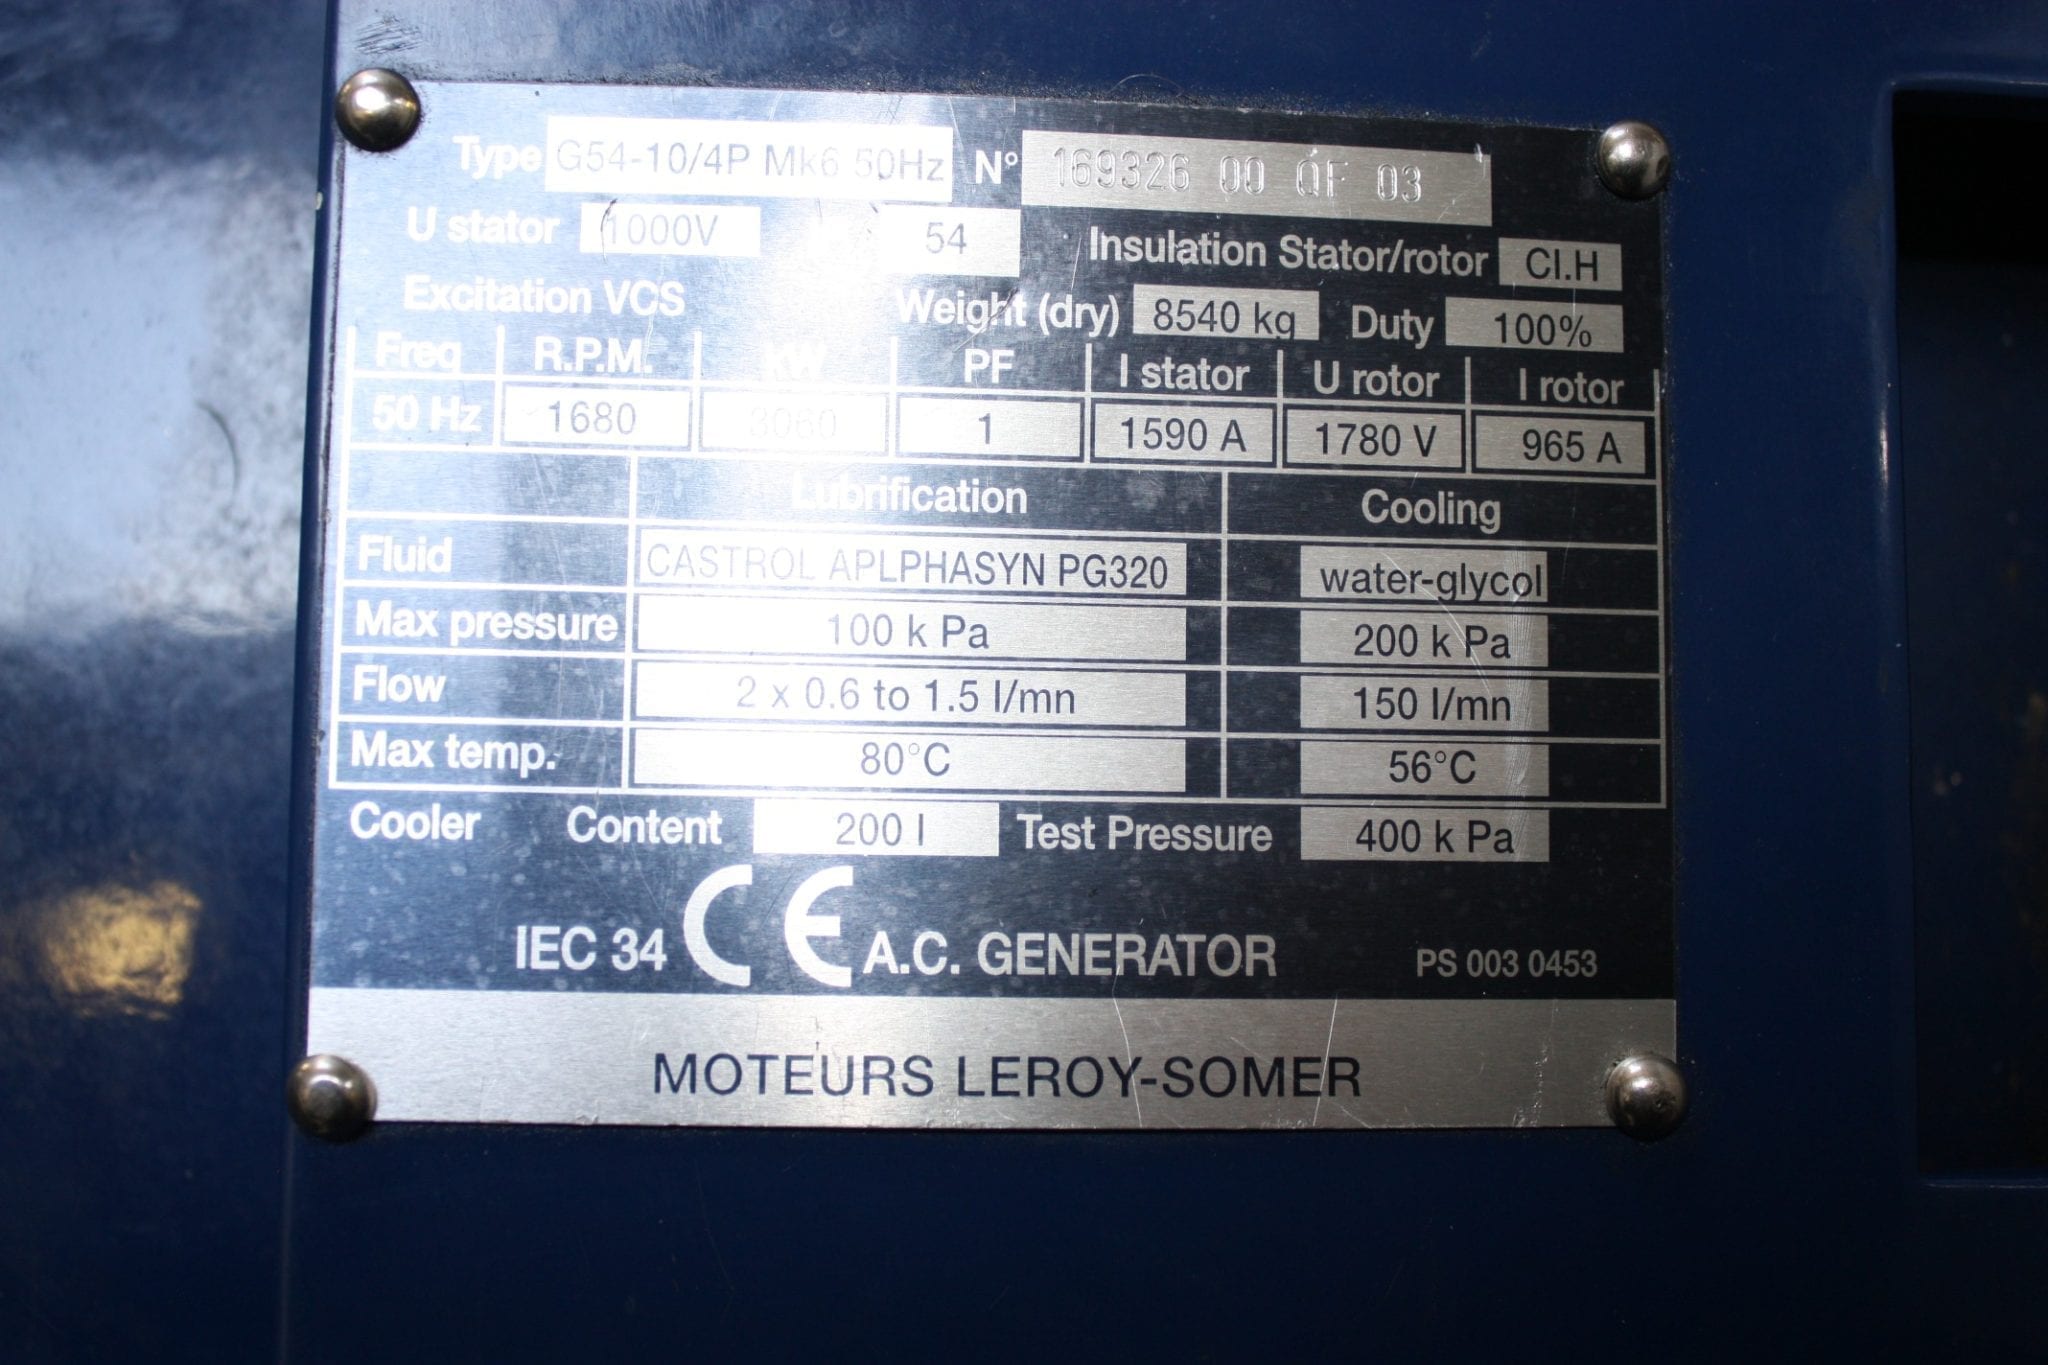 Type G54-10/4P Mk6 50Hz N° 169326 00 QF 03
U stator 1000V 54 Insulation Stator/rotor Cl.H
Excitation VCS Weight (dry) 8540 kg Duty 100%
Freq R.P.M. kW PF I stator U rotor I rotor
50 Hz 1680 3060 1 1590 A 1780 V 965 A
Lubrification Cooling
Fluid CASTROL APLPHASYN PG320 water-glycol
Max pressure 100 k Pa 200 k Pa
Flow 2 x 0.6 to 1.5 l/mn 150 l/mn
Max temp. 80°C 56°C
Cooler Content 200 l Test Pressure 400 k Pa
IEC 34 CE A.C. GENERATOR PS 003 0453
MOTEURS LEROY-SOMER